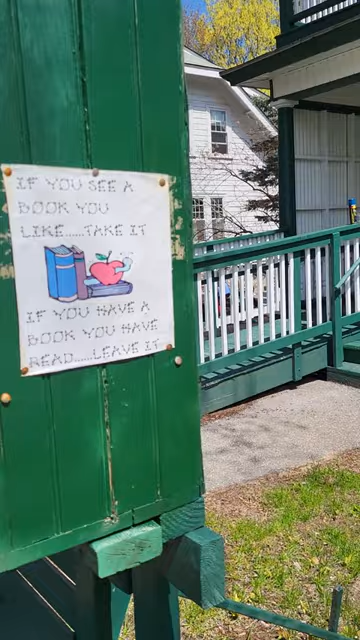 IF YOU SEE A
BOOK YOU
LIKE.....TAKE IT
IF YOU HAVE A
BOOK YOU HAVE
READ.....LEAVE IT